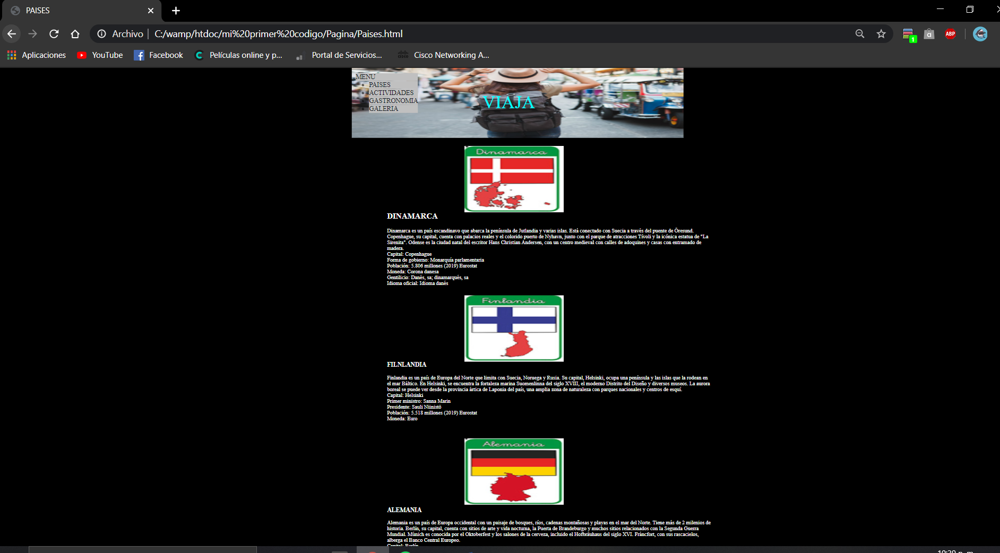 PAISES
Archivo | C:/wamp/htdoc/mi%20primer%20codigo/Pagina/Paises.html
1
a
ABP
Aplicaciones
YouTube
Facebook
Películas online y p...
Portal de Servicios...
cisco
Cisco Networking A...
MENU
PAISES
ACTIVIDADES
GASTRONOMIA
GALERIA
VIAJA
Dinamarca
DINAMARCA
Dinamarca es un país escandinavo que abarca la península de Jutlandia y varias islas. Está conectado con Suecia a través del puente de Öresund.
Copenhague, su capital, cuenta con palacios reales y el colorido puerto de Nyhavn, junto con el parque de atracciones Tívoli y la icónica estatua de "La
Sirenita". Odense es la ciudad natal del escritor Hans Christian Andersen, con un centro medieval con calles de adoquines y casas con entramado de
madera.
Capital: Copenhague
Forma de gobierno: Monarquía parlamentaria
Población: 5.806 millones (2019) Eurostat
Moneda: Corona danesa
Gentilicio: Danés, sa; dinamarqués, sa
Idioma oficial: Idioma danés
Finlandia
FILNLANDIA
Finlandia es un país de Europa del Norte que limita con Suecia, Noruega y Rusia. Su capital, Helsinki, ocupa una península y las islas que la rodean en
el mar Báltico. En Helsinki, se encuentra la fortaleza marina Suomenlinna del siglo XVIII, el moderno Distrito del Diseño y diversos museos. La aurora
boreal se puede ver desde la provincia ártica de Laponia del país, una amplia zona de naturaleza con parques nacionales y centros de esquí.
Capital: Helsinki
Primer ministro: Sanna Marin
Presidente: Sauli Niinistö
Población: 5.518 millones (2019) Eurostat
Moneda: Euro
Alemania
ALEMANIA
Alemania es un país de Europa occidental con un paisaje de bosques, ríos, cadenas montañosas y playas en el mar del Norte. Tiene más de 2 milenios de
historia. Berlín, su capital, cuenta con sitios de arte y vida nocturna, la Puerta de Brandeburgo y muchos sitios relacionados con la Segunda Guerra
Mundial. Múnich es conocida por el Oktoberfest y los salones de la cerveza, incluido el Hofbräuhaus del siglo XVI. Fráncfort, con sus rascacielos,
alberga el Banco Central Europeo.
Capital: Berlín